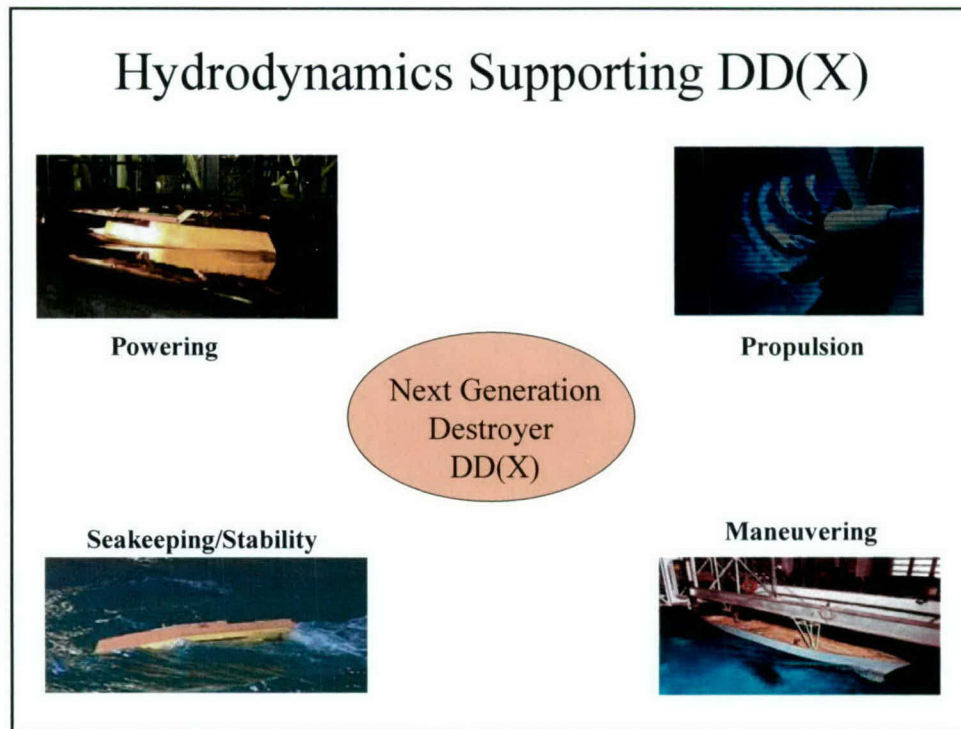 Hydrodynamics Supporting DD(X)
Powering
Propulsion
Next Generation
Destroyer
DD(X)
Seakeeping/Stability
Maneuvering